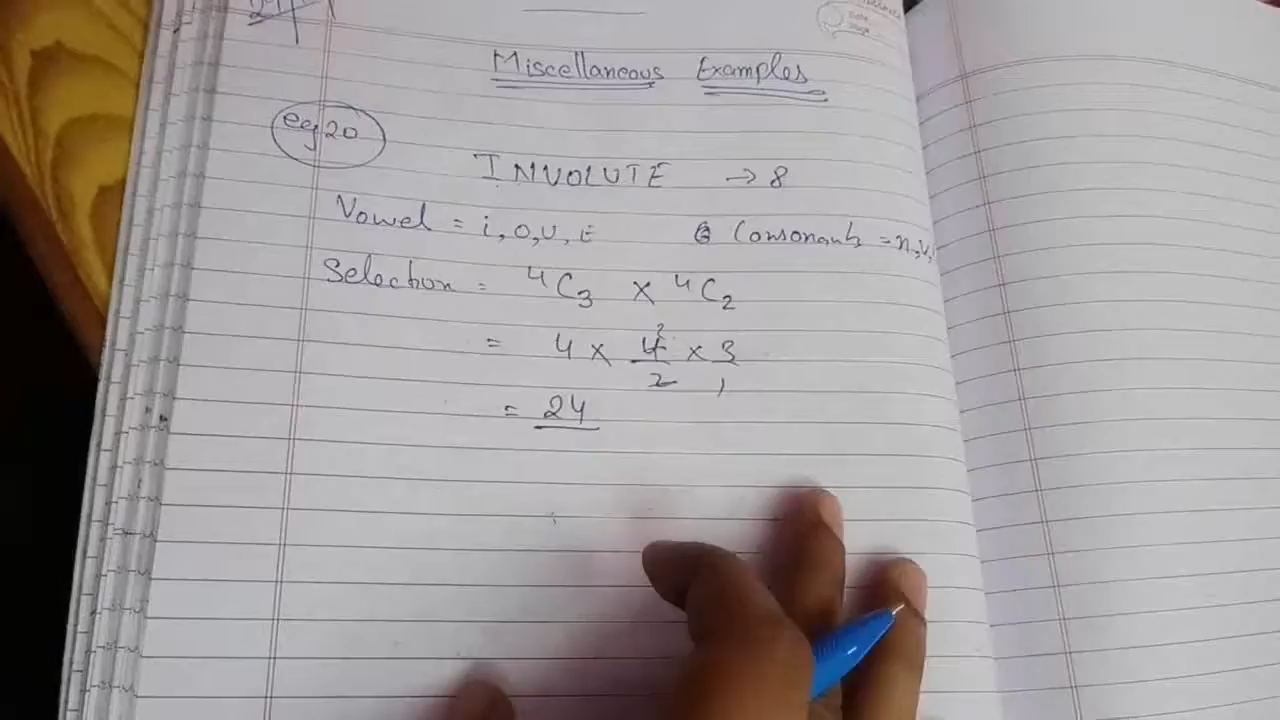 Miscellaneous Examples
eg 20
INVOLUTE → 8
Vowel = i, O, U, E Consonants = n, V,
Selection = ⁴C₃ × ⁴C₂
= 4 × 4/2 × 3/1
= 24